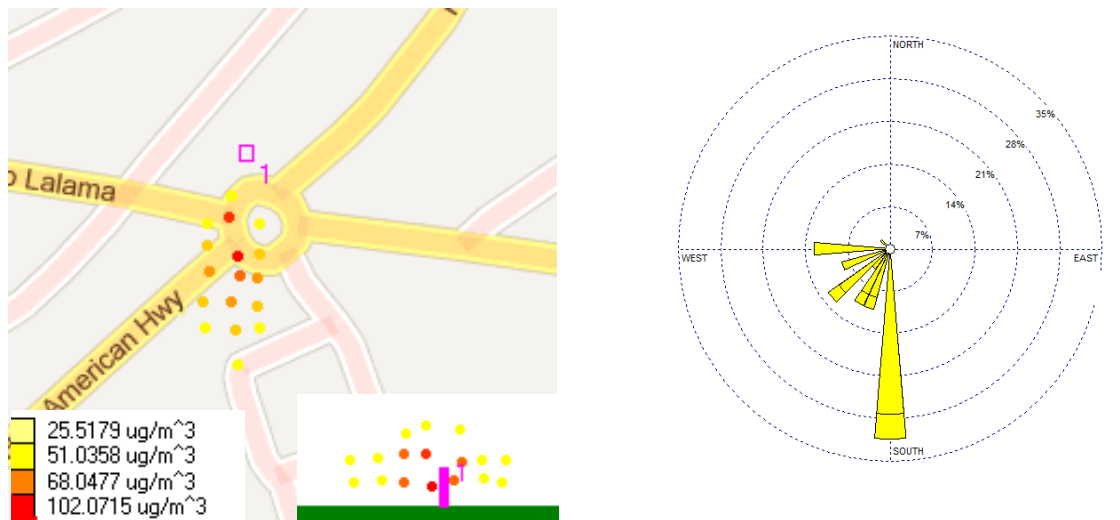 o Lalama
American Hwy
1
25.5179 ug/m^3
51.0358 ug/m^3
68.0477 ug/m^3
102.0715 ug/m^3
1
NORTH
35%
28%
21%
14%
7%
WEST
EAST
SOUTH